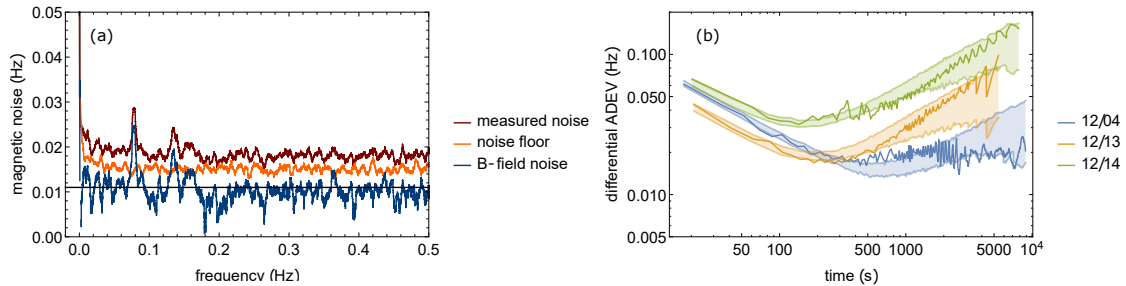 (a)
0.05
0.04
0.03
0.02
0.01
0.00
magnetic noise (Hz)
0.0
0.1
0.2
0.3
0.4
0.5
frequency (Hz)
measured noise
noise floor
B-field noise
(b)
0.100
0.050
0.010
0.005
differential ADEV (Hz)
50
100
500
1000
5000
10⁴
time (s)
12/04
12/13
12/14